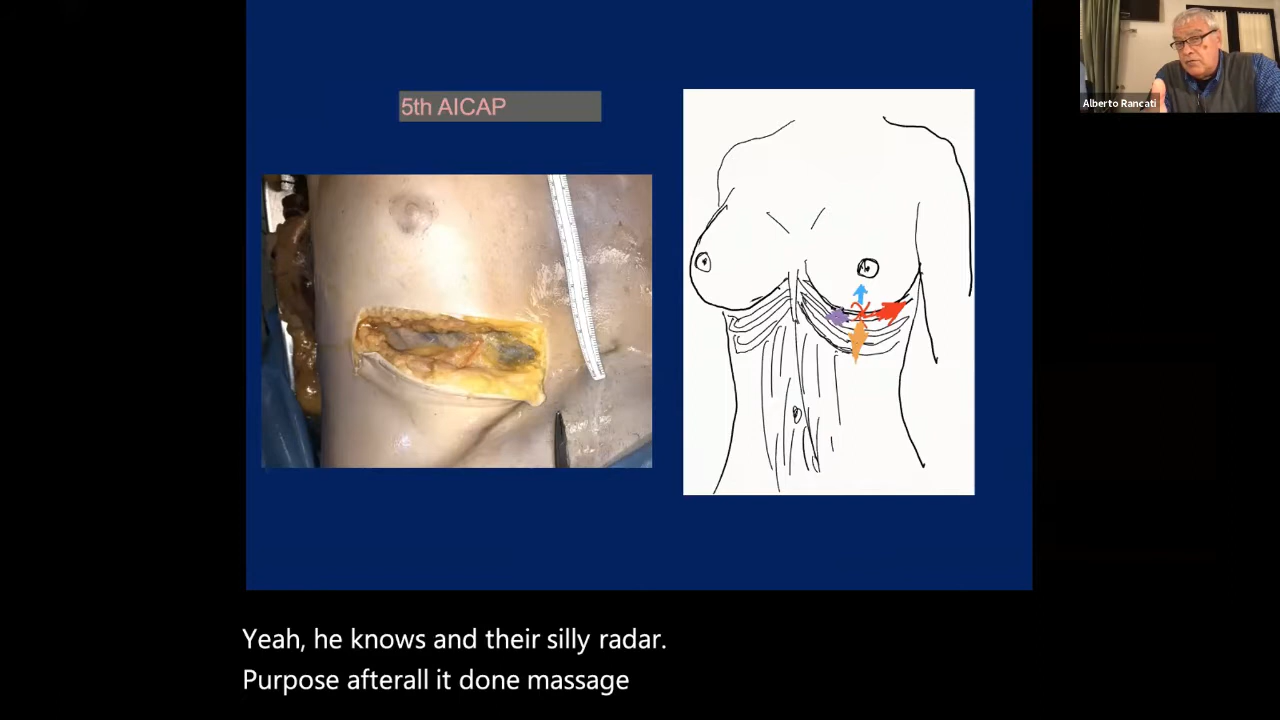 5th AICAP
Alberto Rancati
Yeah, he knows and their silly radar.
Purpose afterall it done massage